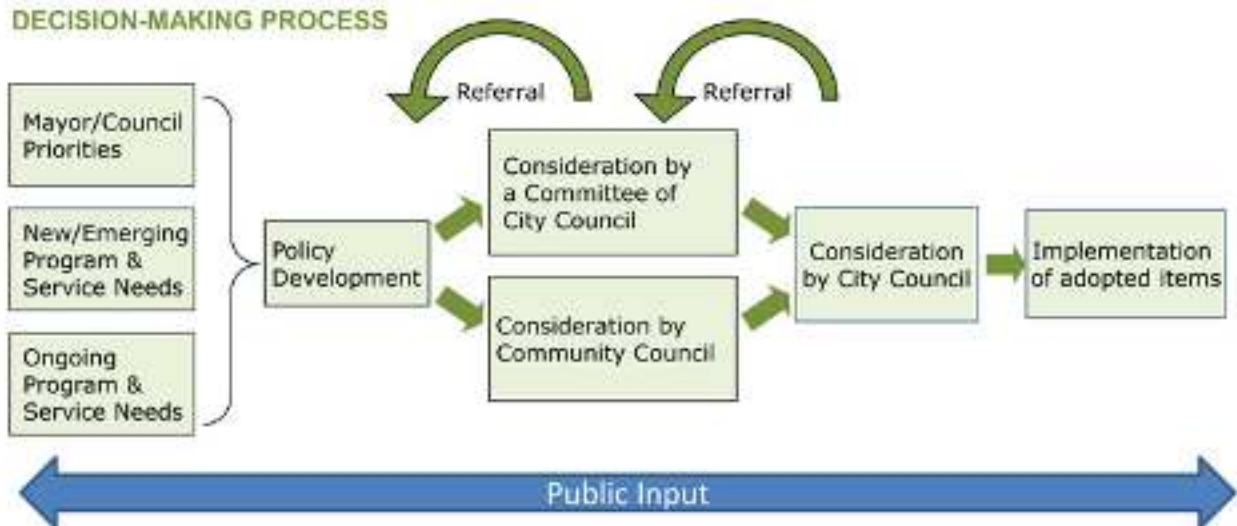 DECISION-MAKING PROCESS
Referral
Referral
Mayor/Council
Priorities
New/Emerging
Program &
Service Needs
Ongoing
Program &
Service Needs
Policy
Development
Consideration by
a Committee of
City Council
Consideration by
Community Council
Consideration
by City Council
Implementation
of adopted items
Public Input